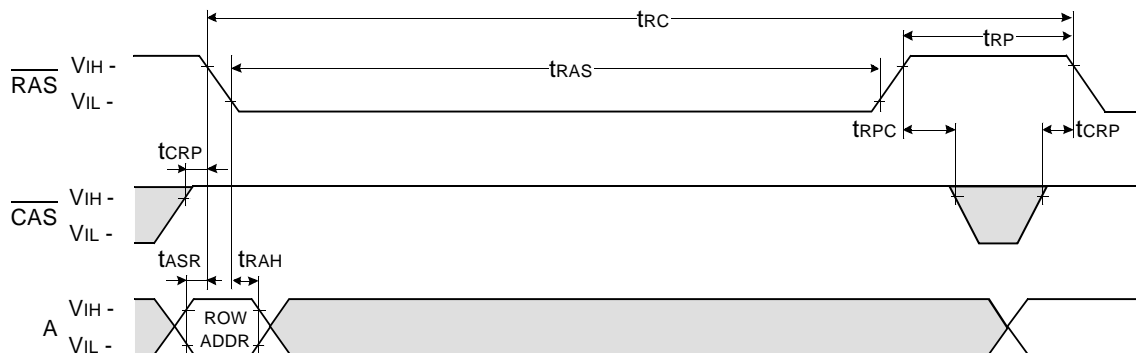 tRC
tRP
RAS
VIH -
VIL -
tRAS
tRPC
tCRP
tCRP
CAS
VIH -
VIL -
tASR
tRAH
A
VIH -
VIL -
ROW
ADDR